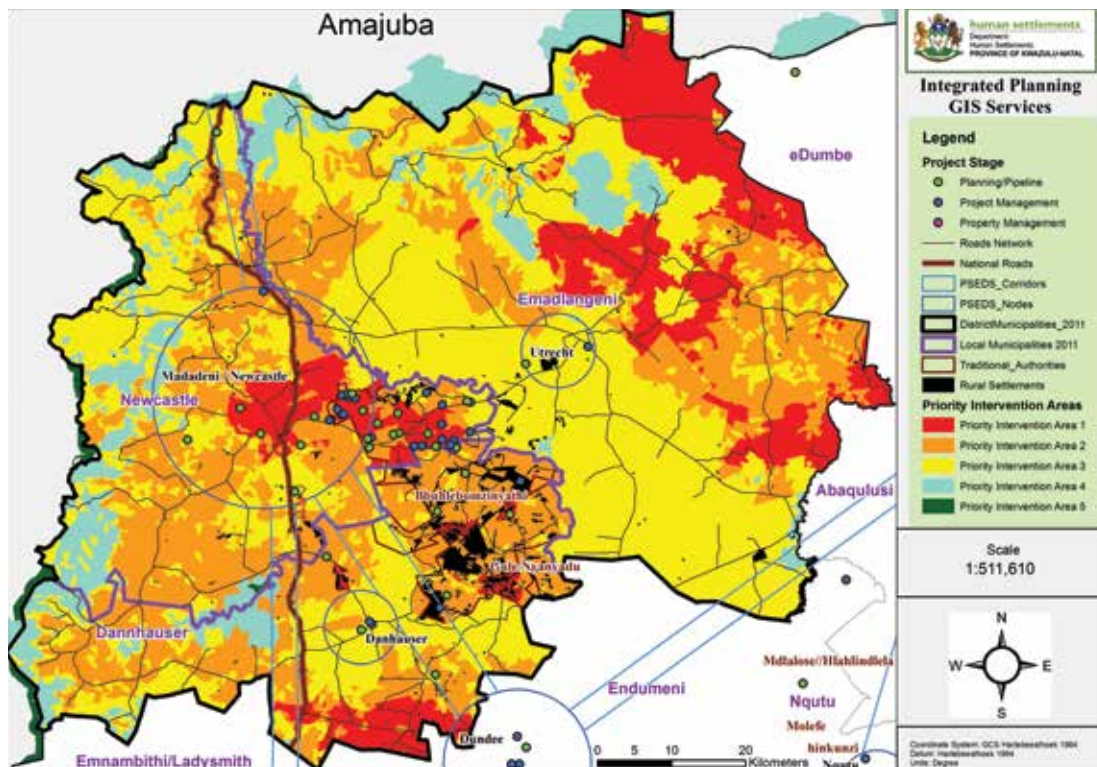 Amajuba
eDumbe
Emadlangeni
Utrecht
Madadeni / Newcastle
Newcastle
Abaqulusi
Dannhauser
Danhauser
Mdlalose//Hlahlindlela
Endumeni
Nqutu
Molefe
hinkunzi
Nqutu
Dundee
Emnambithi/Ladysmith
0 5 10 20
Kilometers
human settlements
Department:
Human Settlements
PROVINCE OF KWAZULU-NATAL
Integrated Planning
GIS Services
Legend
Project Stage
Planning/Pipeline
Project Management
Property Management
Roads Network
National Roads
PSEDS_Corridors
PSEDS_Nodes
DistrictMunicipalities_2011
Local Municipalities 2011
Traditional_Authorities
Rural Settlements
Priority Intervention Areas
Priority Intervention Area 1
Priority Intervention Area 2
Priority Intervention Area 3
Priority Intervention Area 4
Priority Intervention Area 5
Scale
1:511,610
N
W E
S
Coordinate System: GCS Hartebeesthoek 1994
Datum: Hartebeesthoek 1994
Units: Degree